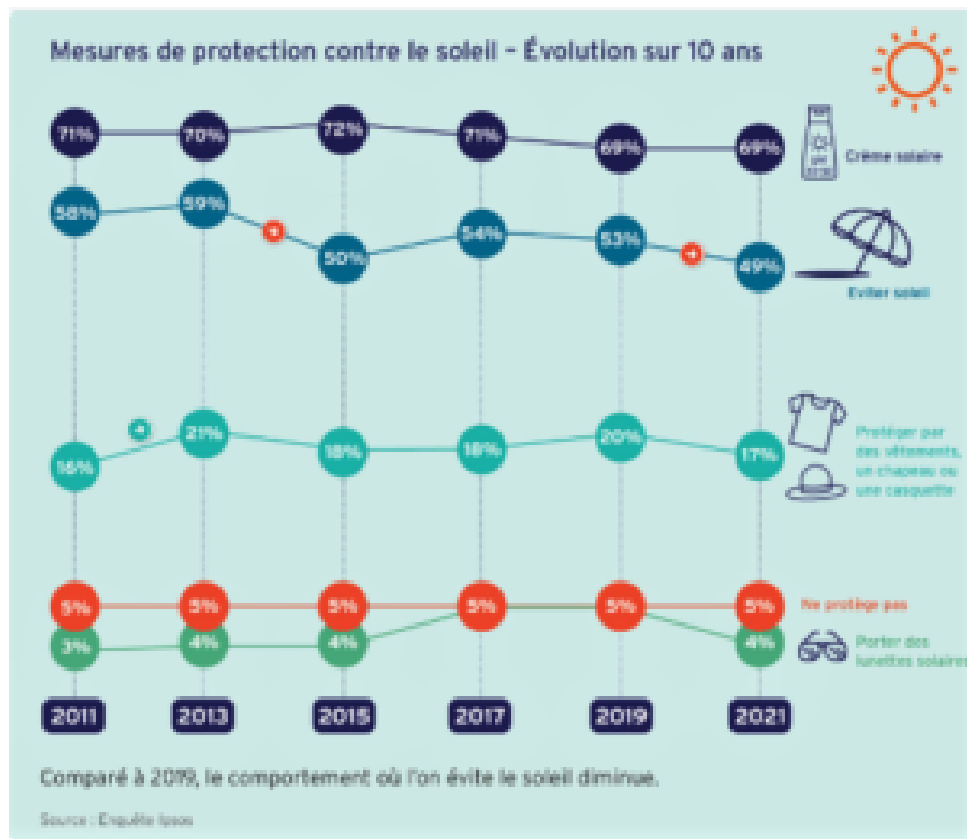 Mesures de protection contre le soleil - Évolution sur 10 ans
71% 70% 72% 71% 69% 69%
Crème solaire
58% 59% 50% 54% 53% 49%
Eviter soleil
16% 21% 18% 18% 20% 17%
Protéger par
des vêtements,
un chapeau ou
une casquette
5% 5% 5% 5% 5% 5%
Ne protège pas
3% 4% 4% 4%
Porter des
lunettes solaires
2011 2013 2015 2017 2019 2021
Comparé à 2019, le comportement où l'on évite le soleil diminue.
Source : Enquête Ipsos